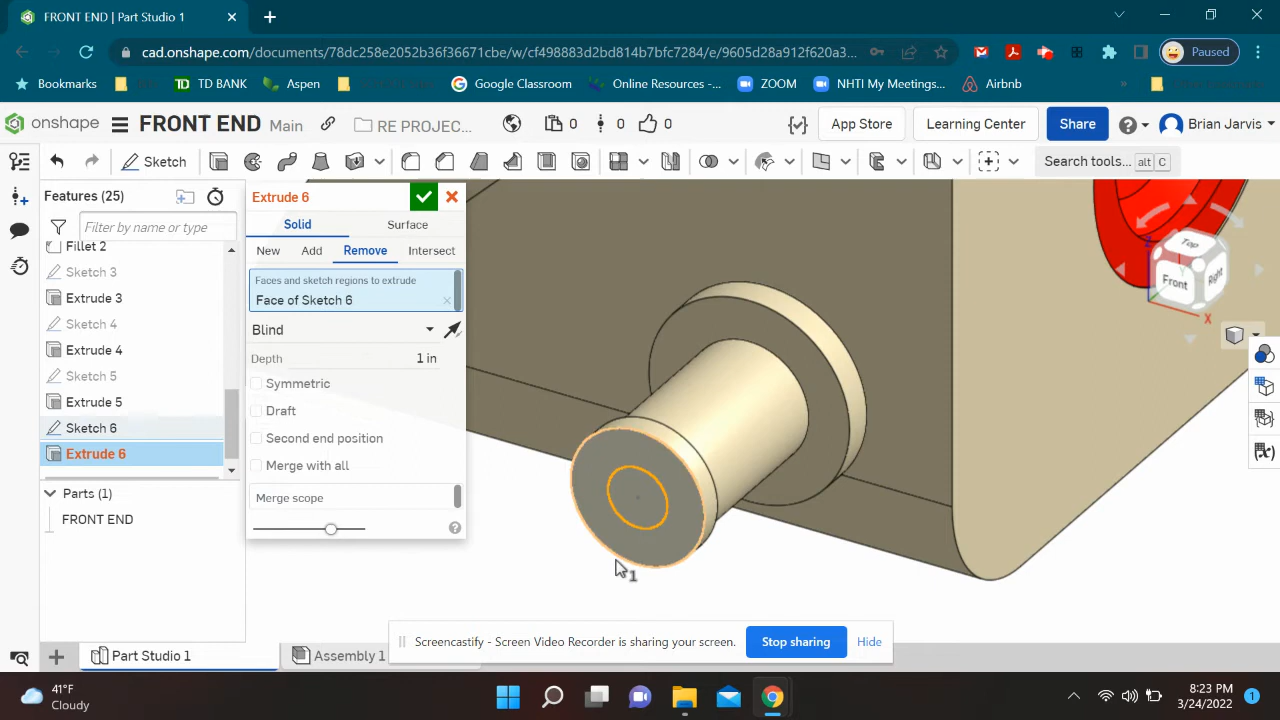 FRONT END | Part Studio 1
cad.onshape.com/documents/78dc258e2052b36f36671cbe/w/cf498883d2bd814b7bfc7284/e/9605d28a912f620a3...
Paused
Bookmarks TD BANK Aspen Google Classroom Online Resources -... ZOOM NHTI My Meetings... Airbnb
onshape FRONT END Main RE PROJEC... 0 0 0 App Store Learning Center Share Brian Jarvis
Sketch Search tools... alt C
Features (25)
Filter by name or type
Fillet 2
Sketch 3
Extrude 3
Sketch 4
Extrude 4
Sketch 5
Extrude 5
Sketch 6
Extrude 6
Parts (1)
FRONT END
Extrude 6
Solid Surface
New Add Remove Intersect
Faces and sketch regions to extrude
Face of Sketch 6
Blind
Depth 1 in
Symmetric
Draft
Second end position
Merge with all
Merge scope
Top
Front Right
Z
X
1
Screencastify - Screen Video Recorder is sharing your screen. Stop sharing Hide
Part Studio 1 Assembly 1
41°F
Cloudy
8:23 PM
3/24/2022
1